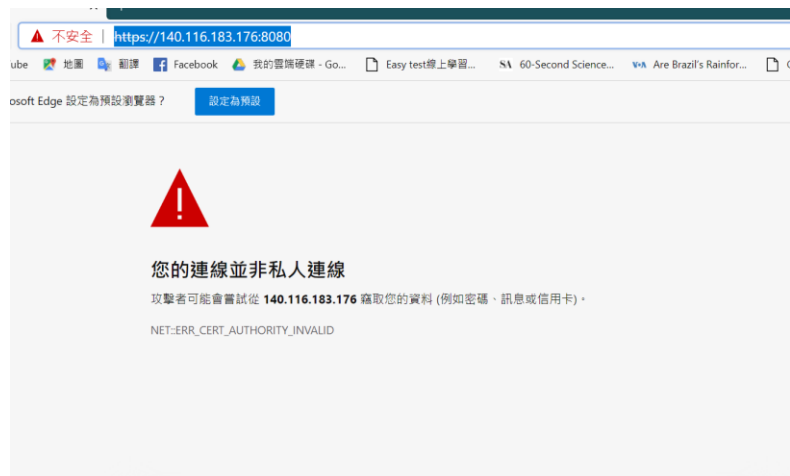 不安全 | https://140.116.183.176:8080
ube 地圖 翻譯 Facebook 我的雲端硬碟 - Go... Easy test線上學習... SA 60-Second Science... VOA Are Brazil's Rainfor...
osoft Edge 設定為預設瀏覽器？ 設定為預設
您的連線並非私人連線
攻擊者可能會嘗試從 140.116.183.176 竊取您的資料 (例如密碼、訊息或信用卡)。
NET::ERR_CERT_AUTHORITY_INVALID